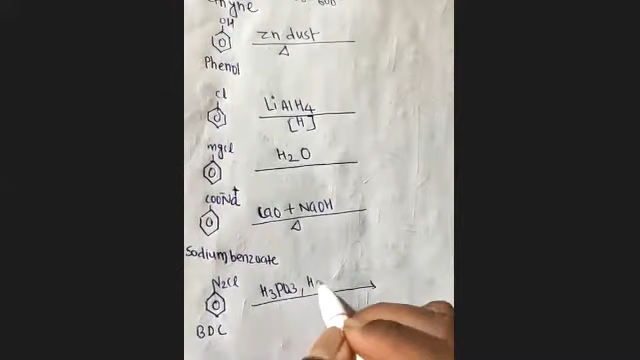 OH
Zn dust
Δ
Phenol
Cl
LiAlH4
[H]
mgcl
H2O
COONa+
CaO + NaOH
Δ
Sodium benzoate
N2Cl
H3PO3, H
BDC